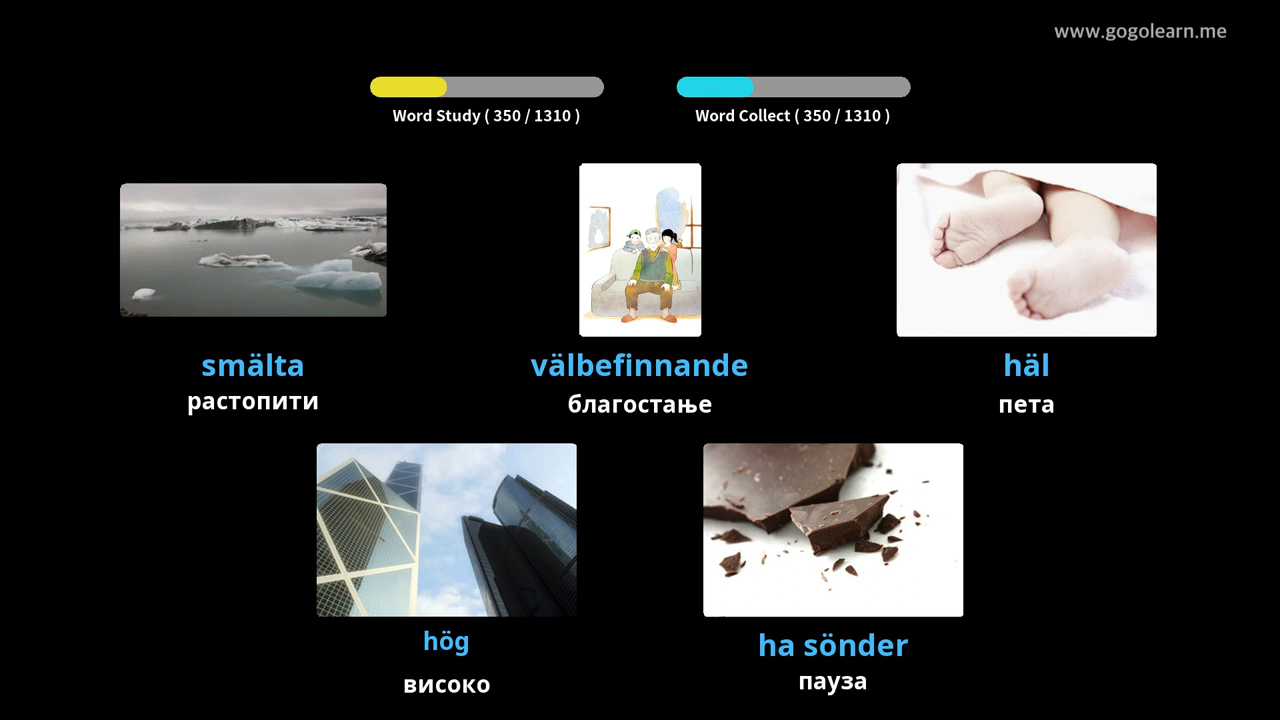 www.gogolearn.me
Word Study ( 350 / 1310 )
Word Collect ( 350 / 1310 )
smälta
растопити
välbefinnande
благостање
häl
пета
hög
високо
ha sönder
пауза